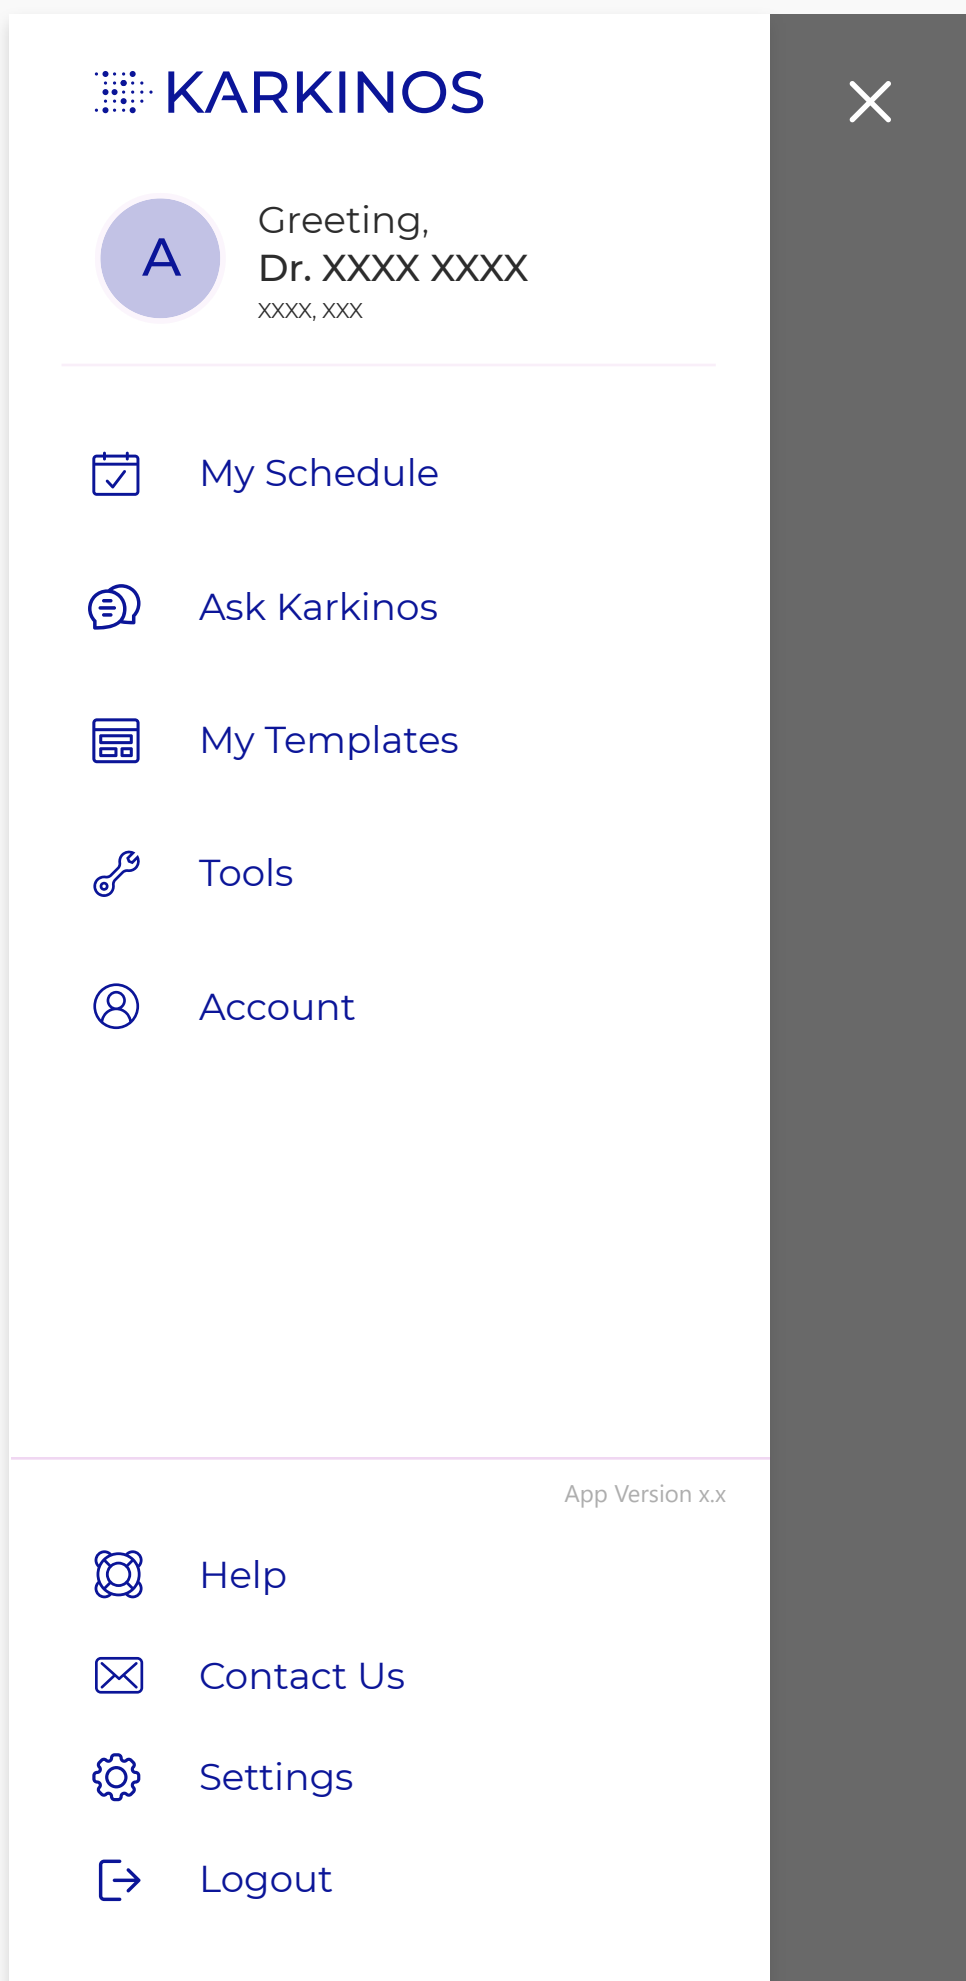 KARKINOS
A
Greeting,
Dr. XXXX XXXX
XXXX, XXX
My Schedule
Ask Karkinos
My Templates
Tools
Account
App Version x.x
Help
Contact Us
Settings
Logout